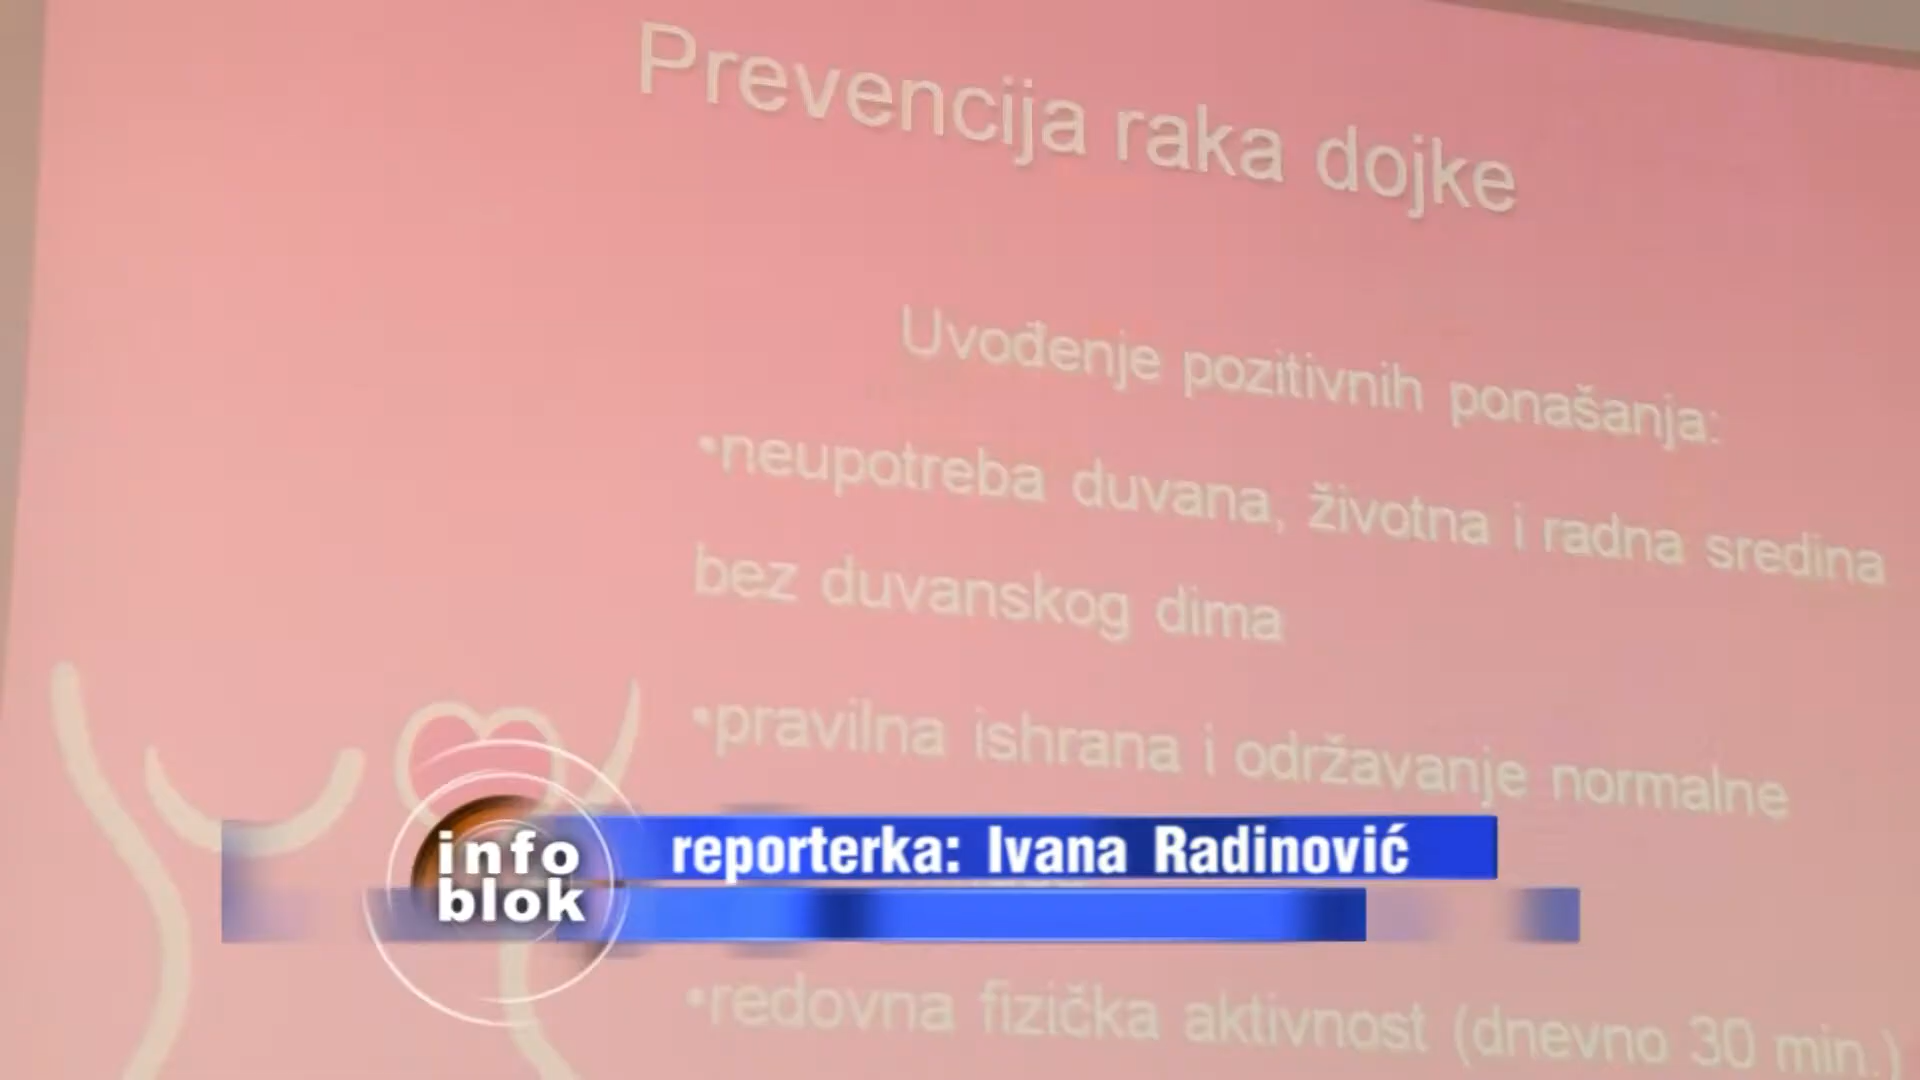 Prevencija raka dojke
Uvođenje pozitivnih ponašanja:
•neupotreba duvana, životna i radna sredina
bez duvanskog dima
•pravilna ishrana i održavanje normalne
info
blok
reporterka: Ivana Radinović
•redovna fizička aktivnost (dnevno 30 min.)